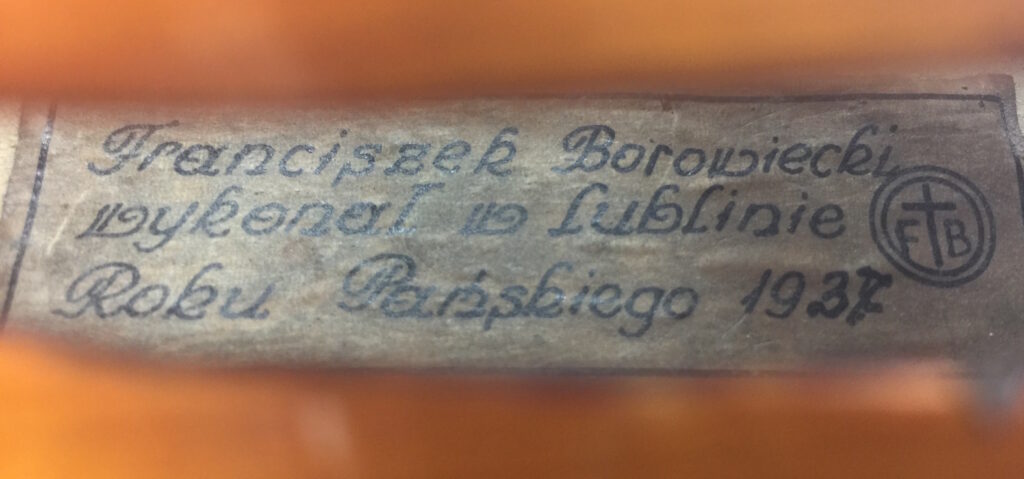 Franciszek Borowiecki
wykonał w Lublinie
Roku Pańskiego 1937
F B